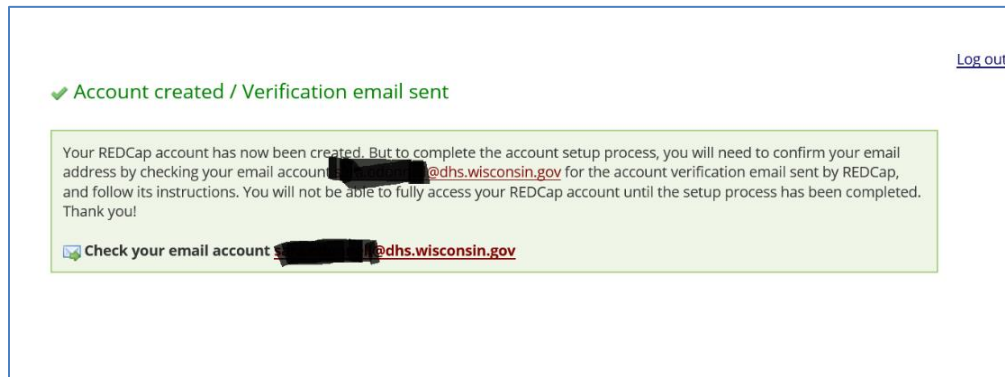 Log out
Account created / Verification email sent
Your REDCap account has now been created. But to complete the account setup process, you will need to confirm your email
address by checking your email account @dhs.wisconsin.gov for the account verification email sent by REDCap,
and follow its instructions. You will not be able to fully access your REDCap account until the setup process has been completed.
Thank you!
Check your email account @dhs.wisconsin.gov